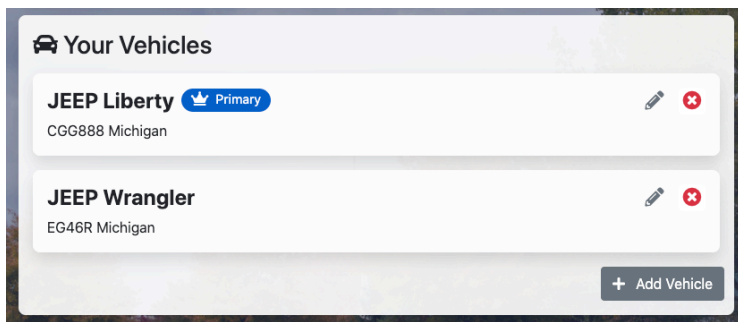 Your Vehicles
JEEP Liberty Primary
CGG888 Michigan
JEEP Wrangler
EG46R Michigan
+ Add Vehicle